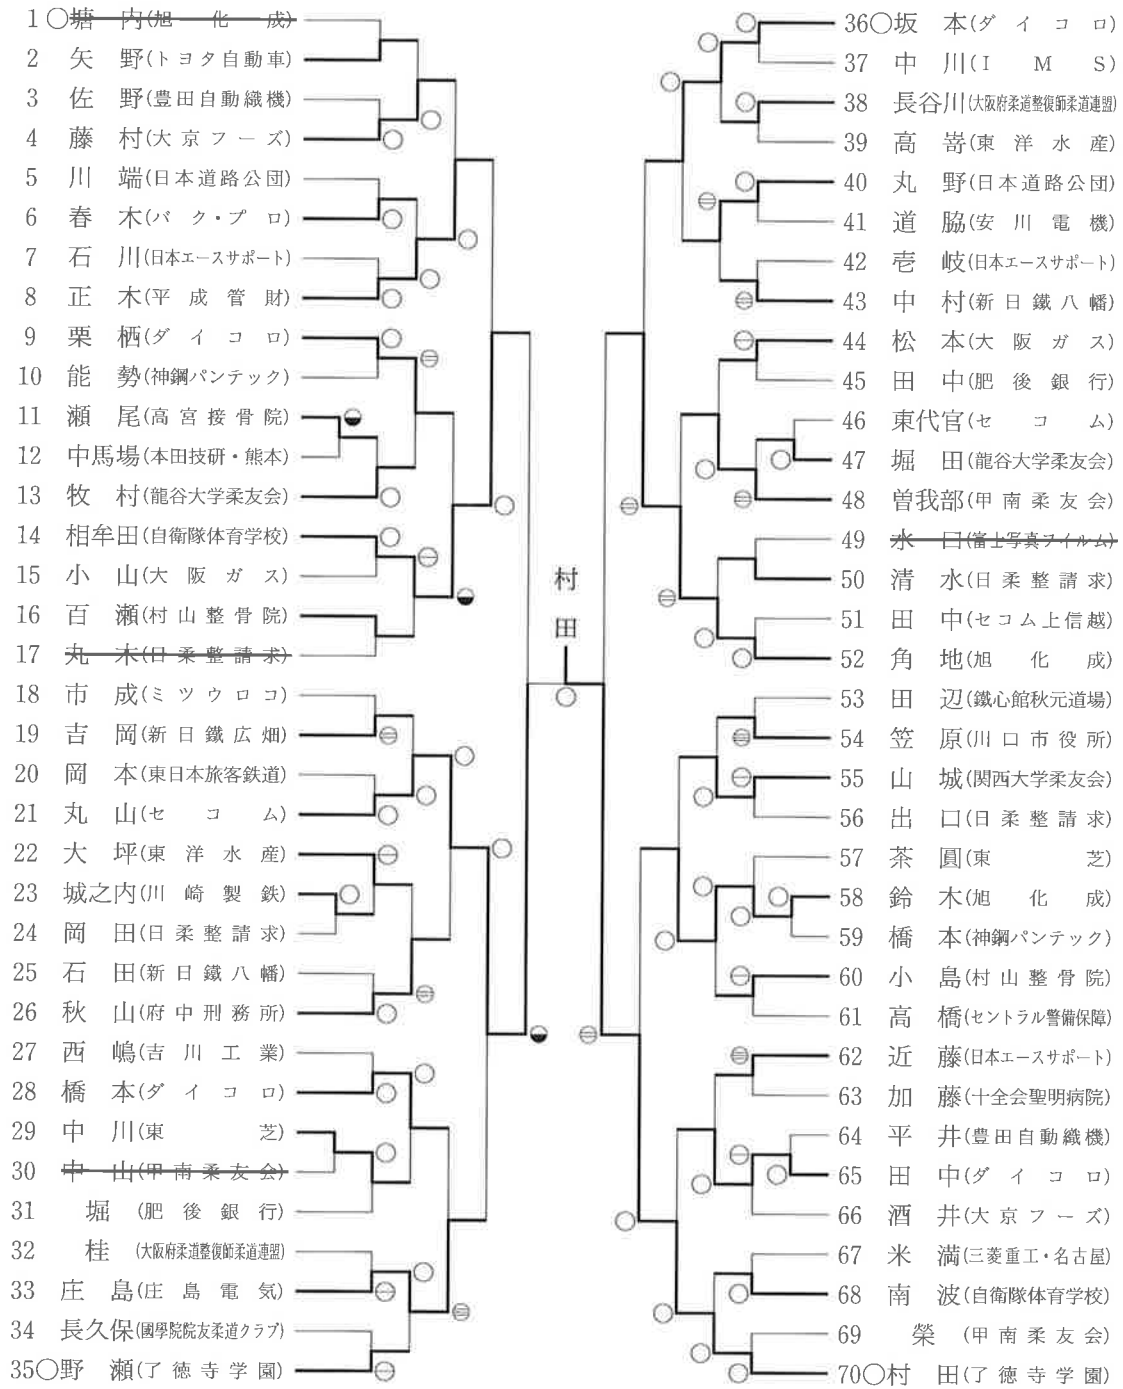 1○塘内(旭化成)
2 矢野(トヨタ自動車)
3 佐野(豊田自動織機)
4 藤村(大京フーズ)
5 川端(日本道路公団)
6 春木(パク・プロ)
7 石川(日本エースサポート)
8 正木(平成管財)
9 栗栖(ダイコロ)
10 能勢(神鋼パンテック)
11 瀬尾(高宮接骨院)
12 中馬場(本田技研・熊本)
13 牧村(龍谷大学柔友会)
14 相牟田(自衛隊体育学校)
15 小山(大阪ガス)
16 百瀬(村山整骨院)
17 丸木(日柔整請求)
18 市成(ミツウロコ)
19 吉岡(新日鐵広畑)
20 岡本(東日本旅客鉄道)
21 丸山(セコム)
22 大坪(東洋水産)
23 城之内(川崎製鉄)
24 岡田(日柔整請求)
25 石田(新日鐵八幡)
26 秋山(府中刑務所)
27 西嶋(吉川工業)
28 橋本(ダイコロ)
29 中川(東芝)
30 中山(甲南柔友会)
31 堀(肥後銀行)
32 桂(大阪府柔道整復師柔道連盟)
33 庄島(庄島電気)
34 長久保(國學院院友柔道クラブ)
35○野瀬(了徳寺学園)
村田
36○坂本(ダイコロ)
37 中川(IMS)
38 長谷川(大阪府柔道整復師柔道連盟)
39 高嵜(東洋水産)
40 丸野(日本道路公団)
41 道脇(安川電機)
42 壱岐(日本エースサポート)
43 中村(新日鐵八幡)
44 松本(大阪ガス)
45 田中(肥後銀行)
46 東代官(セコム)
47 堀田(龍谷大学柔友会)
48 曽我部(甲南柔友会)
49 水口(富士写真フイルム)
50 清水(日柔整請求)
51 田中(セコム上信越)
52 角地(旭化成)
53 田辺(鐵心館秋元道場)
54 笠原(川口市役所)
55 山城(関西大学柔友会)
56 出口(日柔整請求)
57 茶圓(東芝)
58 鈴木(旭化成)
59 橋本(神鋼パンテック)
60 小島(村山整骨院)
61 高橋(セントラル警備保障)
62 近藤(日本エースサポート)
63 加藤(十全会聖明病院)
64 平井(豊田自動織機)
65 田中(ダイコロ)
66 酒井(大京フーズ)
67 米満(三菱重工・名古屋)
68 南波(自衛隊体育学校)
69 榮(甲南柔友会)
70○村田(了徳寺学園)